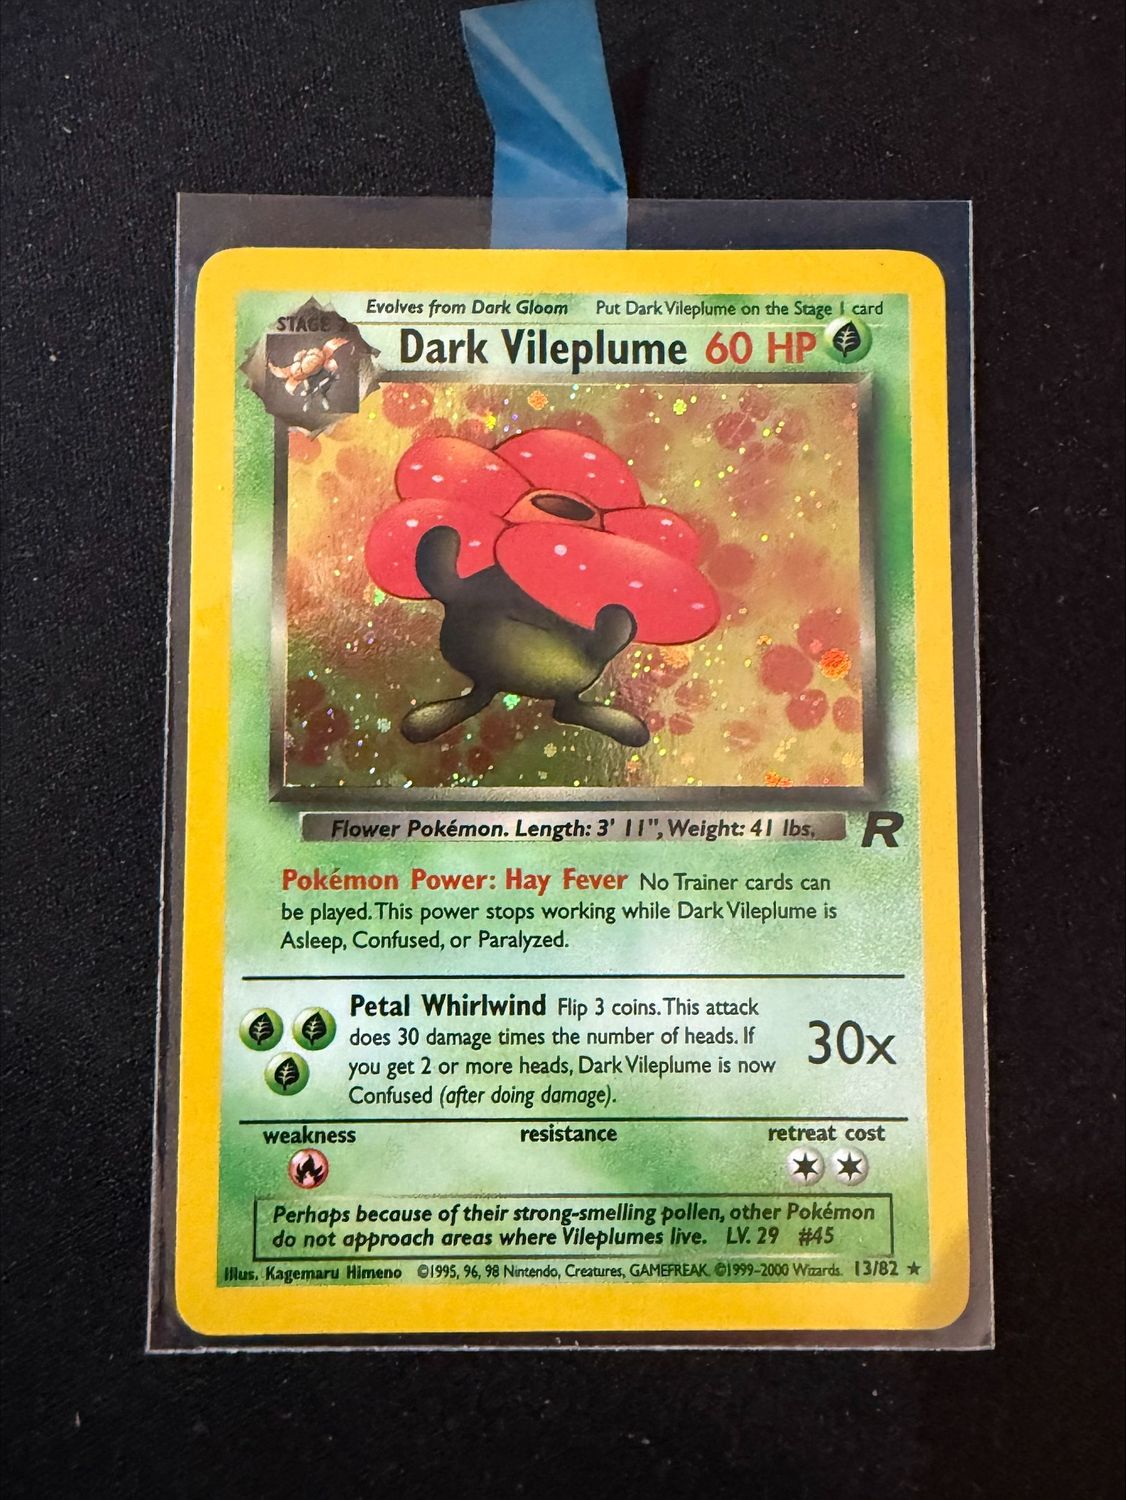 STAGE 2
Evolves from Dark Gloom Put Dark Vileplume on the Stage 1 card
Dark Vileplume 60 HP
Flower Pokémon. Length: 3' 11", Weight: 41 lbs.
R
Pokémon Power: Hay Fever No Trainer cards can
be played. This power stops working while Dark Vileplume is
Asleep, Confused, or Paralyzed.
Petal Whirlwind Flip 3 coins. This attack
does 30 damage times the number of heads. If
you get 2 or more heads, Dark Vileplume is now
Confused (after doing damage).
30x
weakness resistance retreat cost
Perhaps because of their strong-smelling pollen, other Pokémon
do not approach areas where Vileplumes live. LV. 29 #45
Illus. Kagemaru Himeno ©1995, 96, 98 Nintendo, Creatures, GAMEFREAK. ©1999-2000 Wizards. 13/82 ★